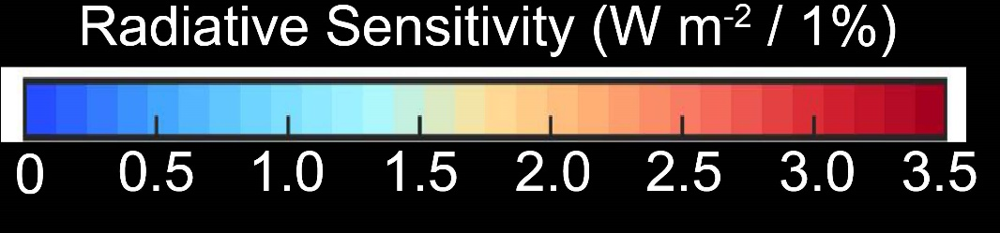 Radiative Sensitivity (W m⁻² / 1%)
0 0.5 1.0 1.5 2.0 2.5 3.0 3.5